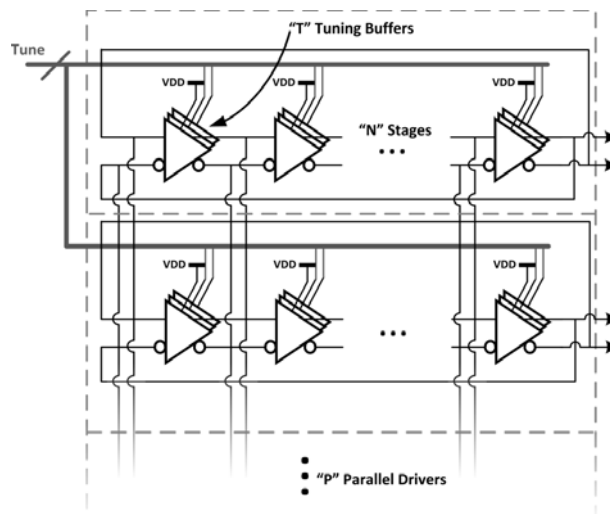 “T” Tuning Buffers
Tune
VDD VDD VDD
“N” Stages
VDD VDD VDD
“P” Parallel Drivers